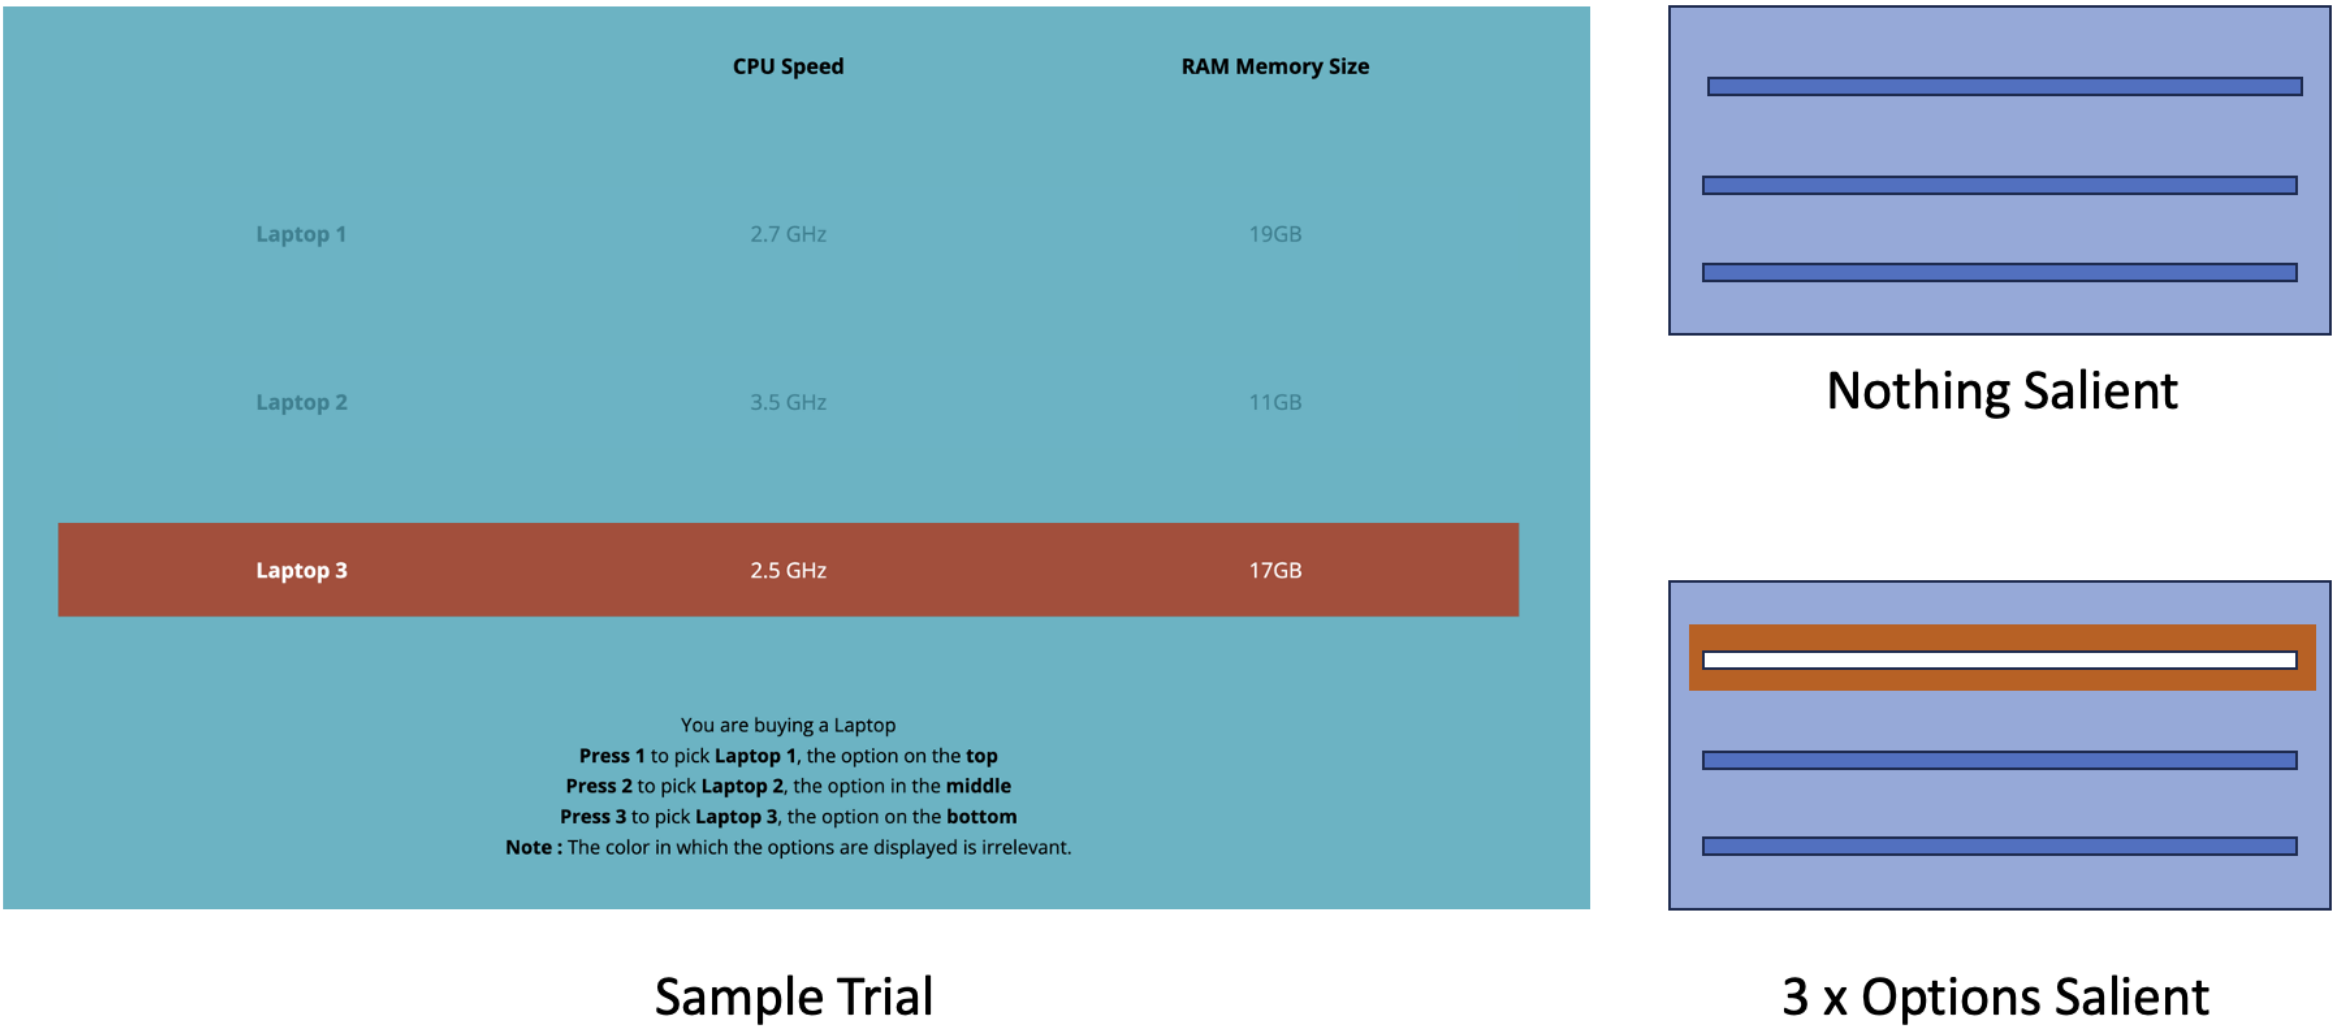 CPU Speed RAM Memory Size
Laptop 1 2.7 GHz 19GB
Laptop 2 3.5 GHz 11GB
Laptop 3 2.5 GHz 17GB
You are buying a Laptop
Press 1 to pick Laptop 1, the option on the top
Press 2 to pick Laptop 2, the option in the middle
Press 3 to pick Laptop 3, the option on the bottom
Note : The color in which the options are displayed is irrelevant.
Sample Trial
Nothing Salient
3 x Options Salient